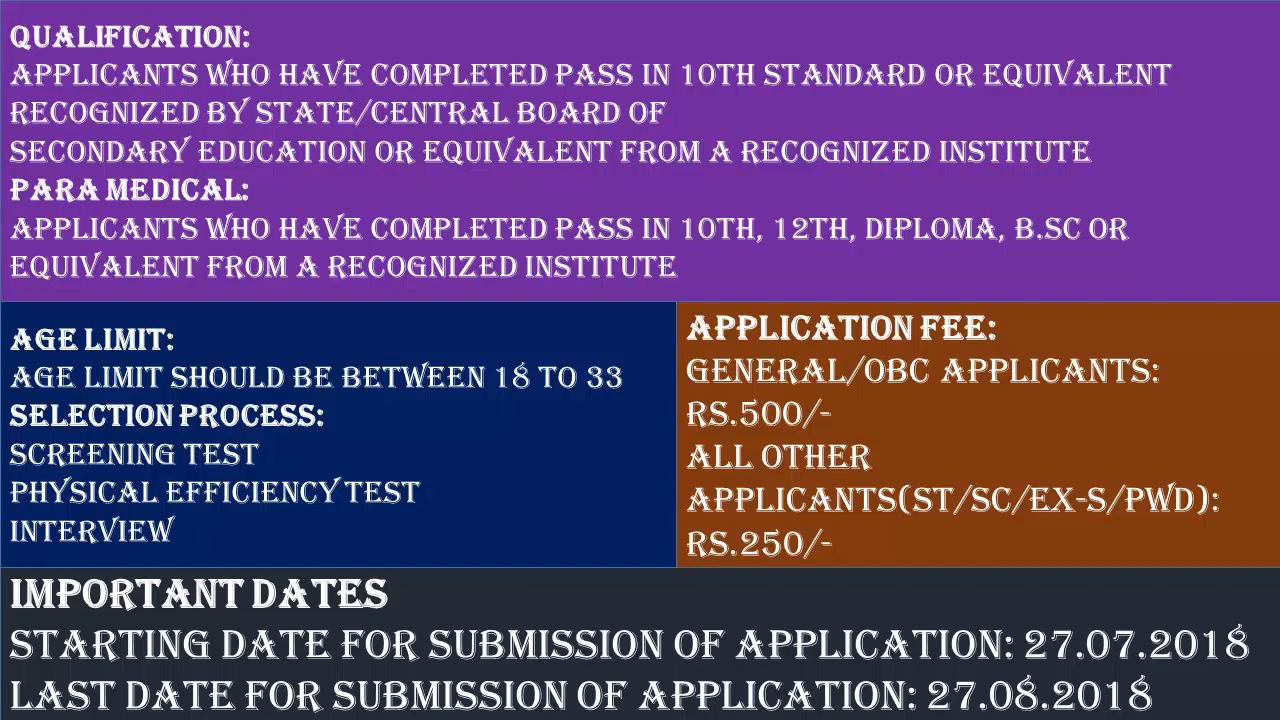 QUALIFICATION:
APPLICANTS WHO HAVE COMPLETED PASS IN 10TH STANDARD OR EQUIVALENT
RECOGNIZED BY STATE/CENTRAL BOARD OF
SECONDARY EDUCATION OR EQUIVALENT FROM A RECOGNIZED INSTITUTE
PARA MEDICAL:
APPLICANTS WHO HAVE COMPLETED PASS IN 10TH, 12TH, DIPLOMA, B.SC OR
EQUIVALENT FROM A RECOGNIZED INSTITUTE
AGE LIMIT:
AGE LIMIT SHOULD BE BETWEEN 18 TO 33
SELECTION PROCESS:
SCREENING TEST
PHYSICAL EFFICIENCY TEST
INTERVIEW
APPLICATION FEE:
GENERAL/OBC APPLICANTS:
RS.500/-
ALL OTHER
APPLICANTS(ST/SC/EX-S/PWD):
RS.250/-
IMPORTANT DATES
STARTING DATE FOR SUBMISSION OF APPLICATION: 27.07.2018
LAST DATE FOR SUBMISSION OF APPLICATION: 27.08.2018